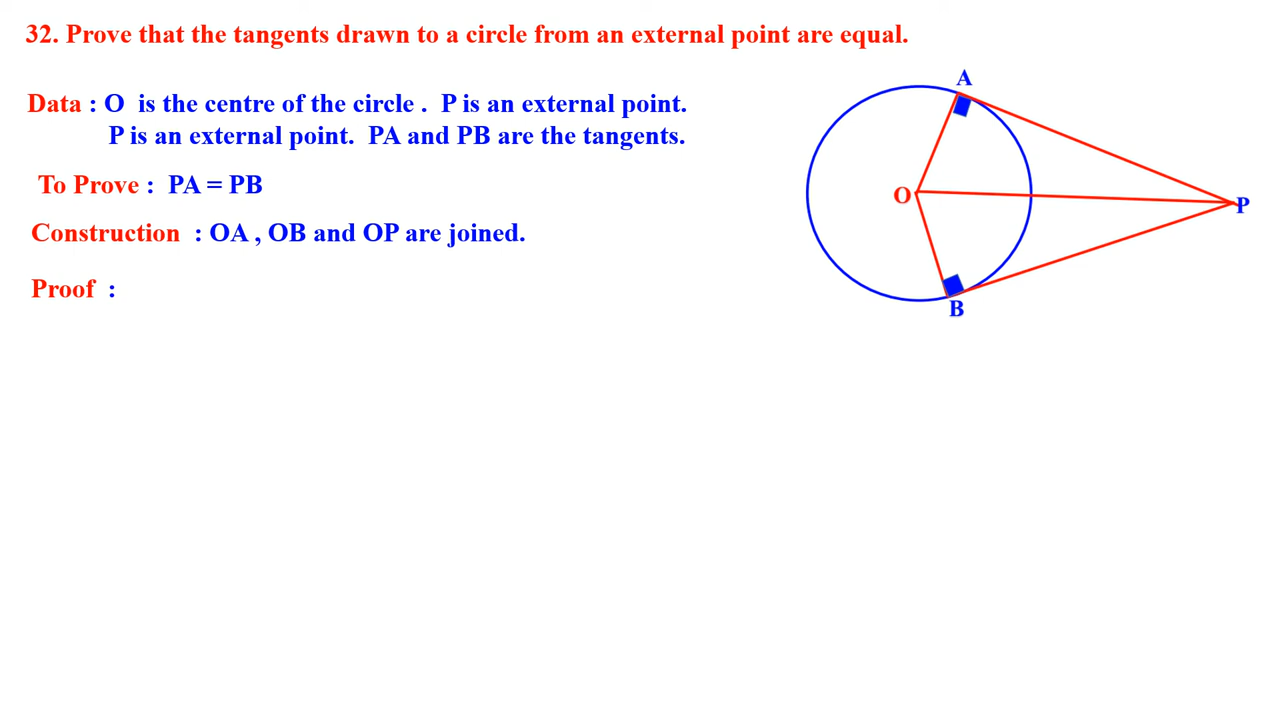 32. Prove that the tangents drawn to a circle from an external point are equal.
Data : O is the centre of the circle . P is an external point.
P is an external point. PA and PB are the tangents.
To Prove : PA = PB
Construction : OA , OB and OP are joined.
Proof :
A
O
P
B